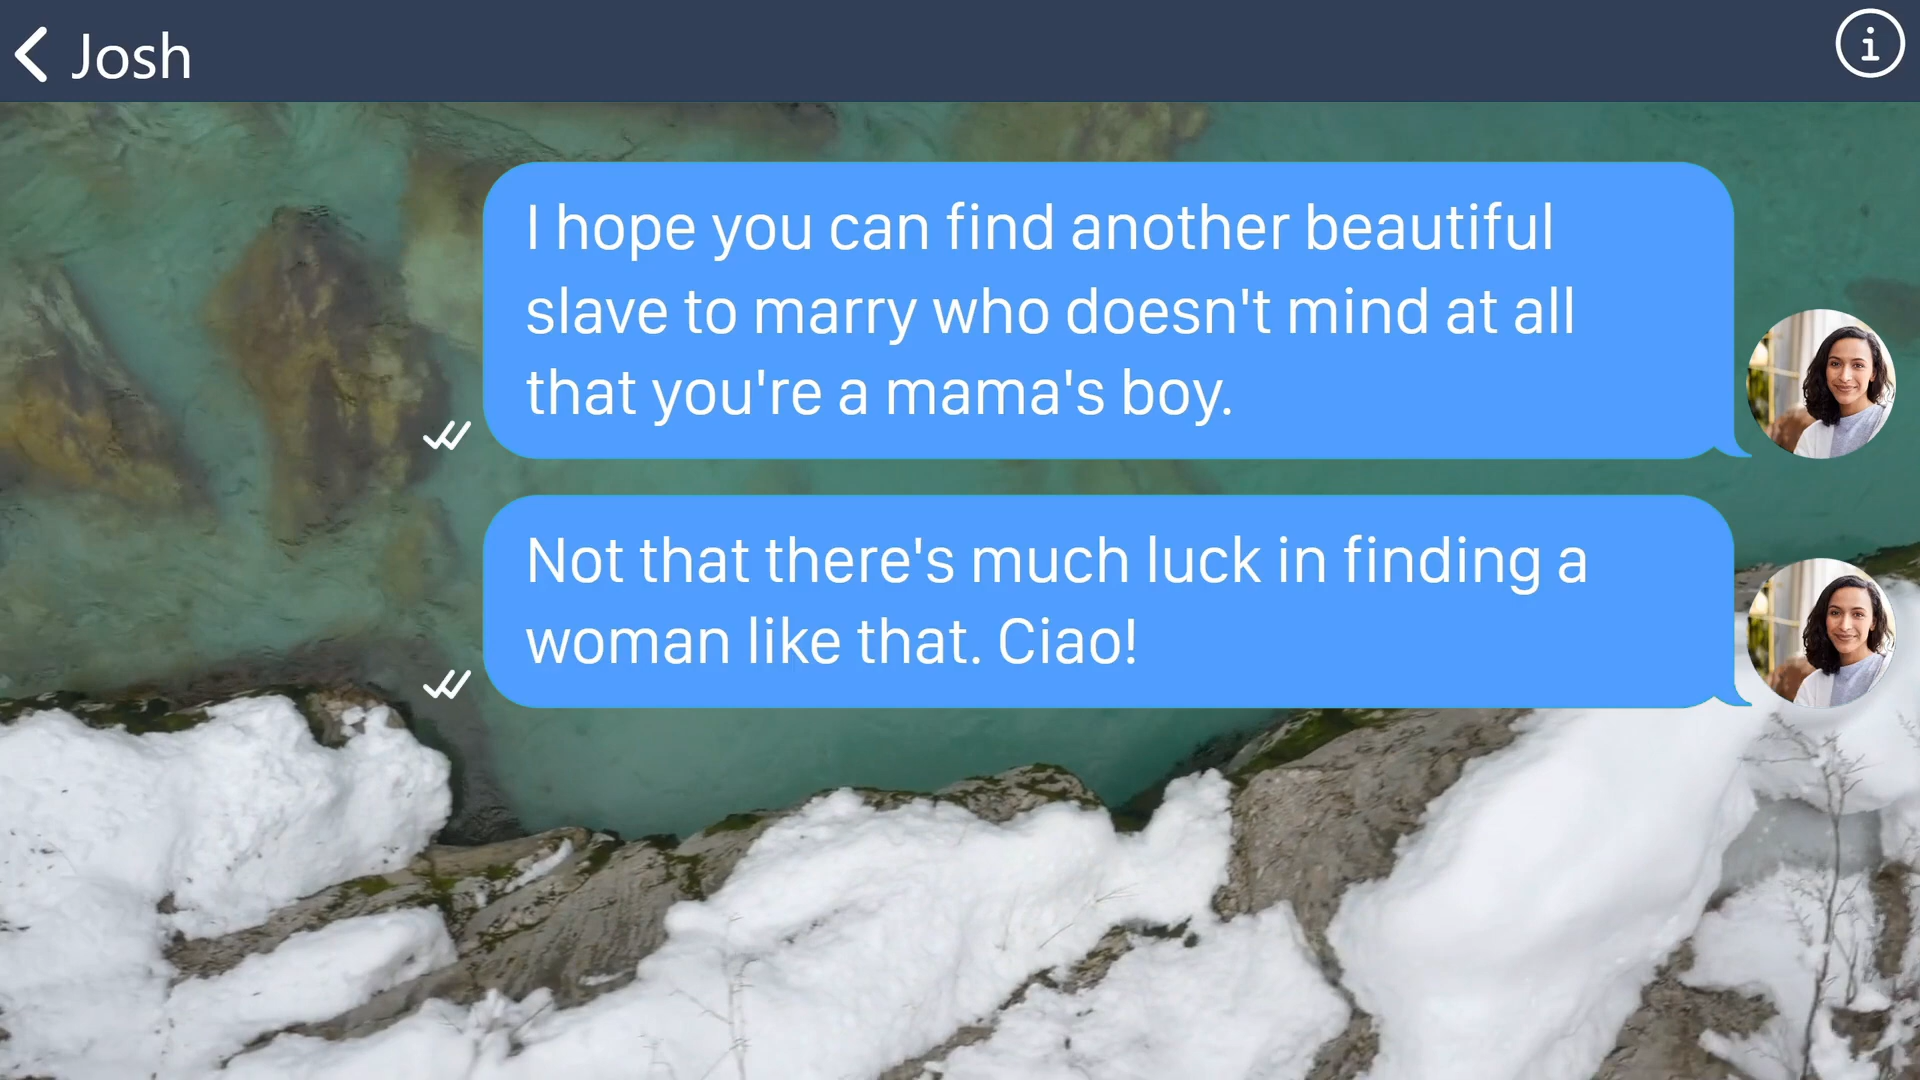 Josh
I hope you can find another beautiful
slave to marry who doesn't mind at all
that you're a mama's boy.
Not that there's much luck in finding a
woman like that. Ciao!